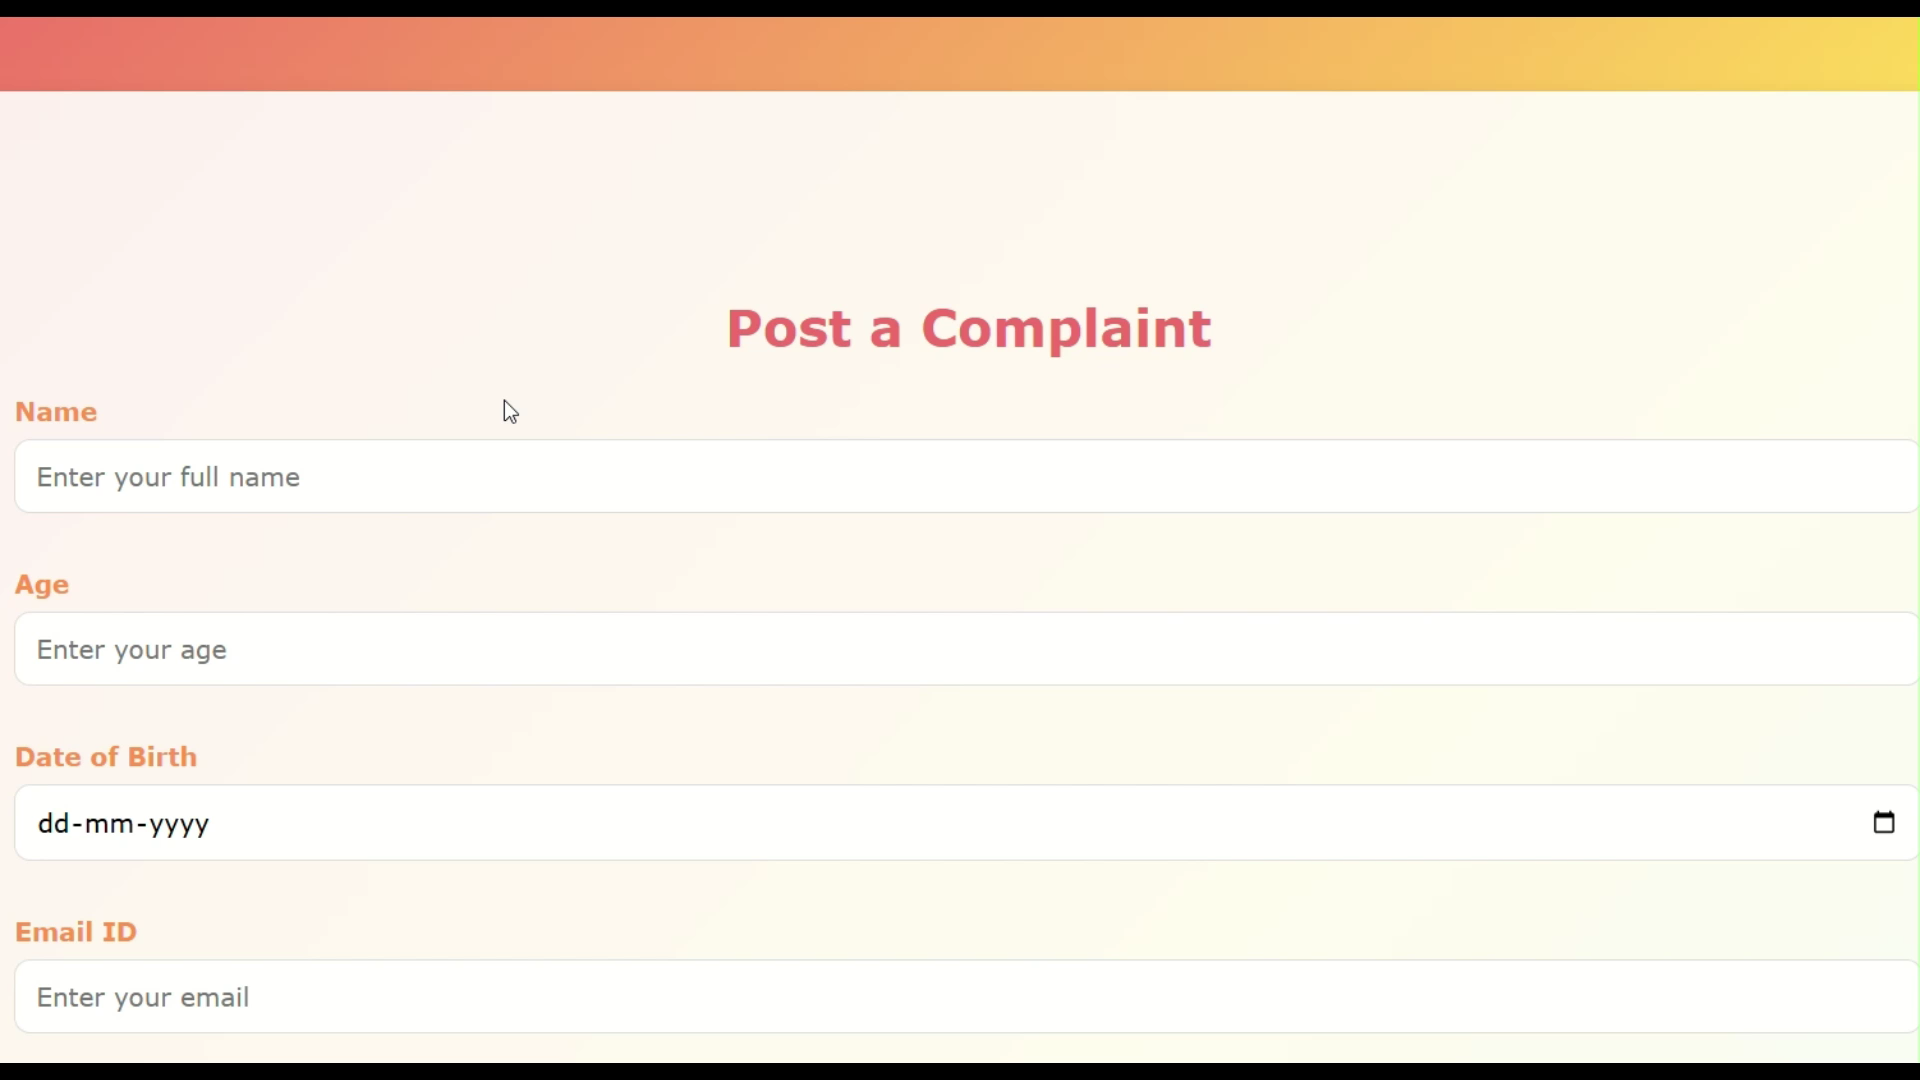 Post a Complaint
Name
Enter your full name
Age
Enter your age
Date of Birth
dd-mm-yyyy
Email ID
Enter your email